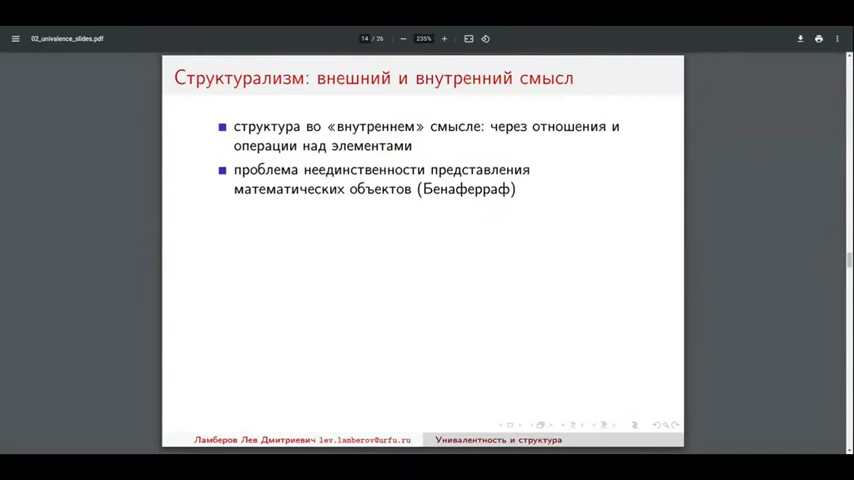 02_univalence_slides.pdf
14 / 26
235%
Структурализм: внешний и внутренний смысл
структура во «внутреннем» смысле: через отношения и
операции над элементами
проблема неединственности представления
математических объектов (Бенаферраф)
Ламберов Лев Дмитриевич lev.lamberov@urfu.ru
Унивалентность и структура